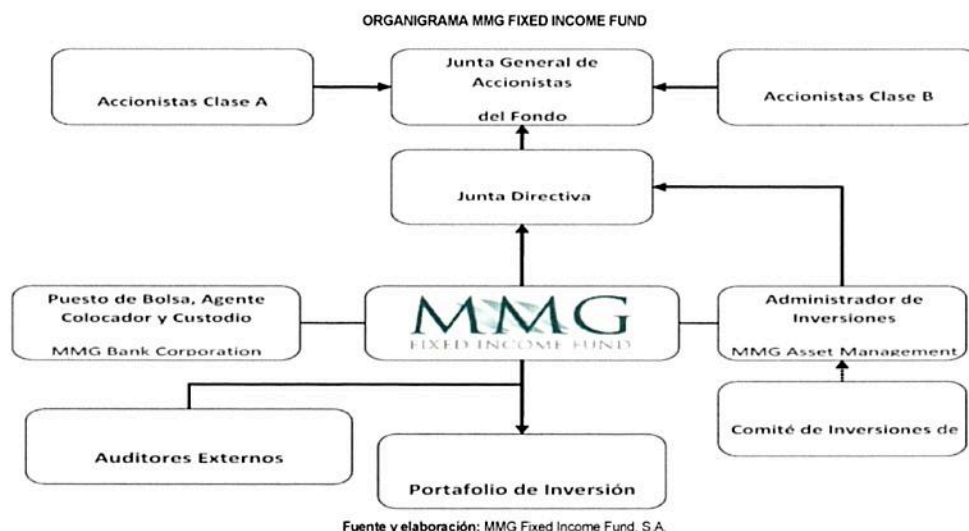 ORGANIGRAMA MMG FIXED INCOME FUND
Accionistas Clase A
Junta General de
Accionistas
del Fondo
Accionistas Clase B
Junta Directiva
Puesto de Bolsa, Agente
Colocador y Custodio
MMG Bank Corporation
MMG
FIXED INCOME FUND
Administrador de
Inversiones
MMG Asset Management
Auditores Externos
Portafolio de Inversión
Comité de Inversiones de
Fuente y elaboración: MMG Fixed Income Fund, S.A.